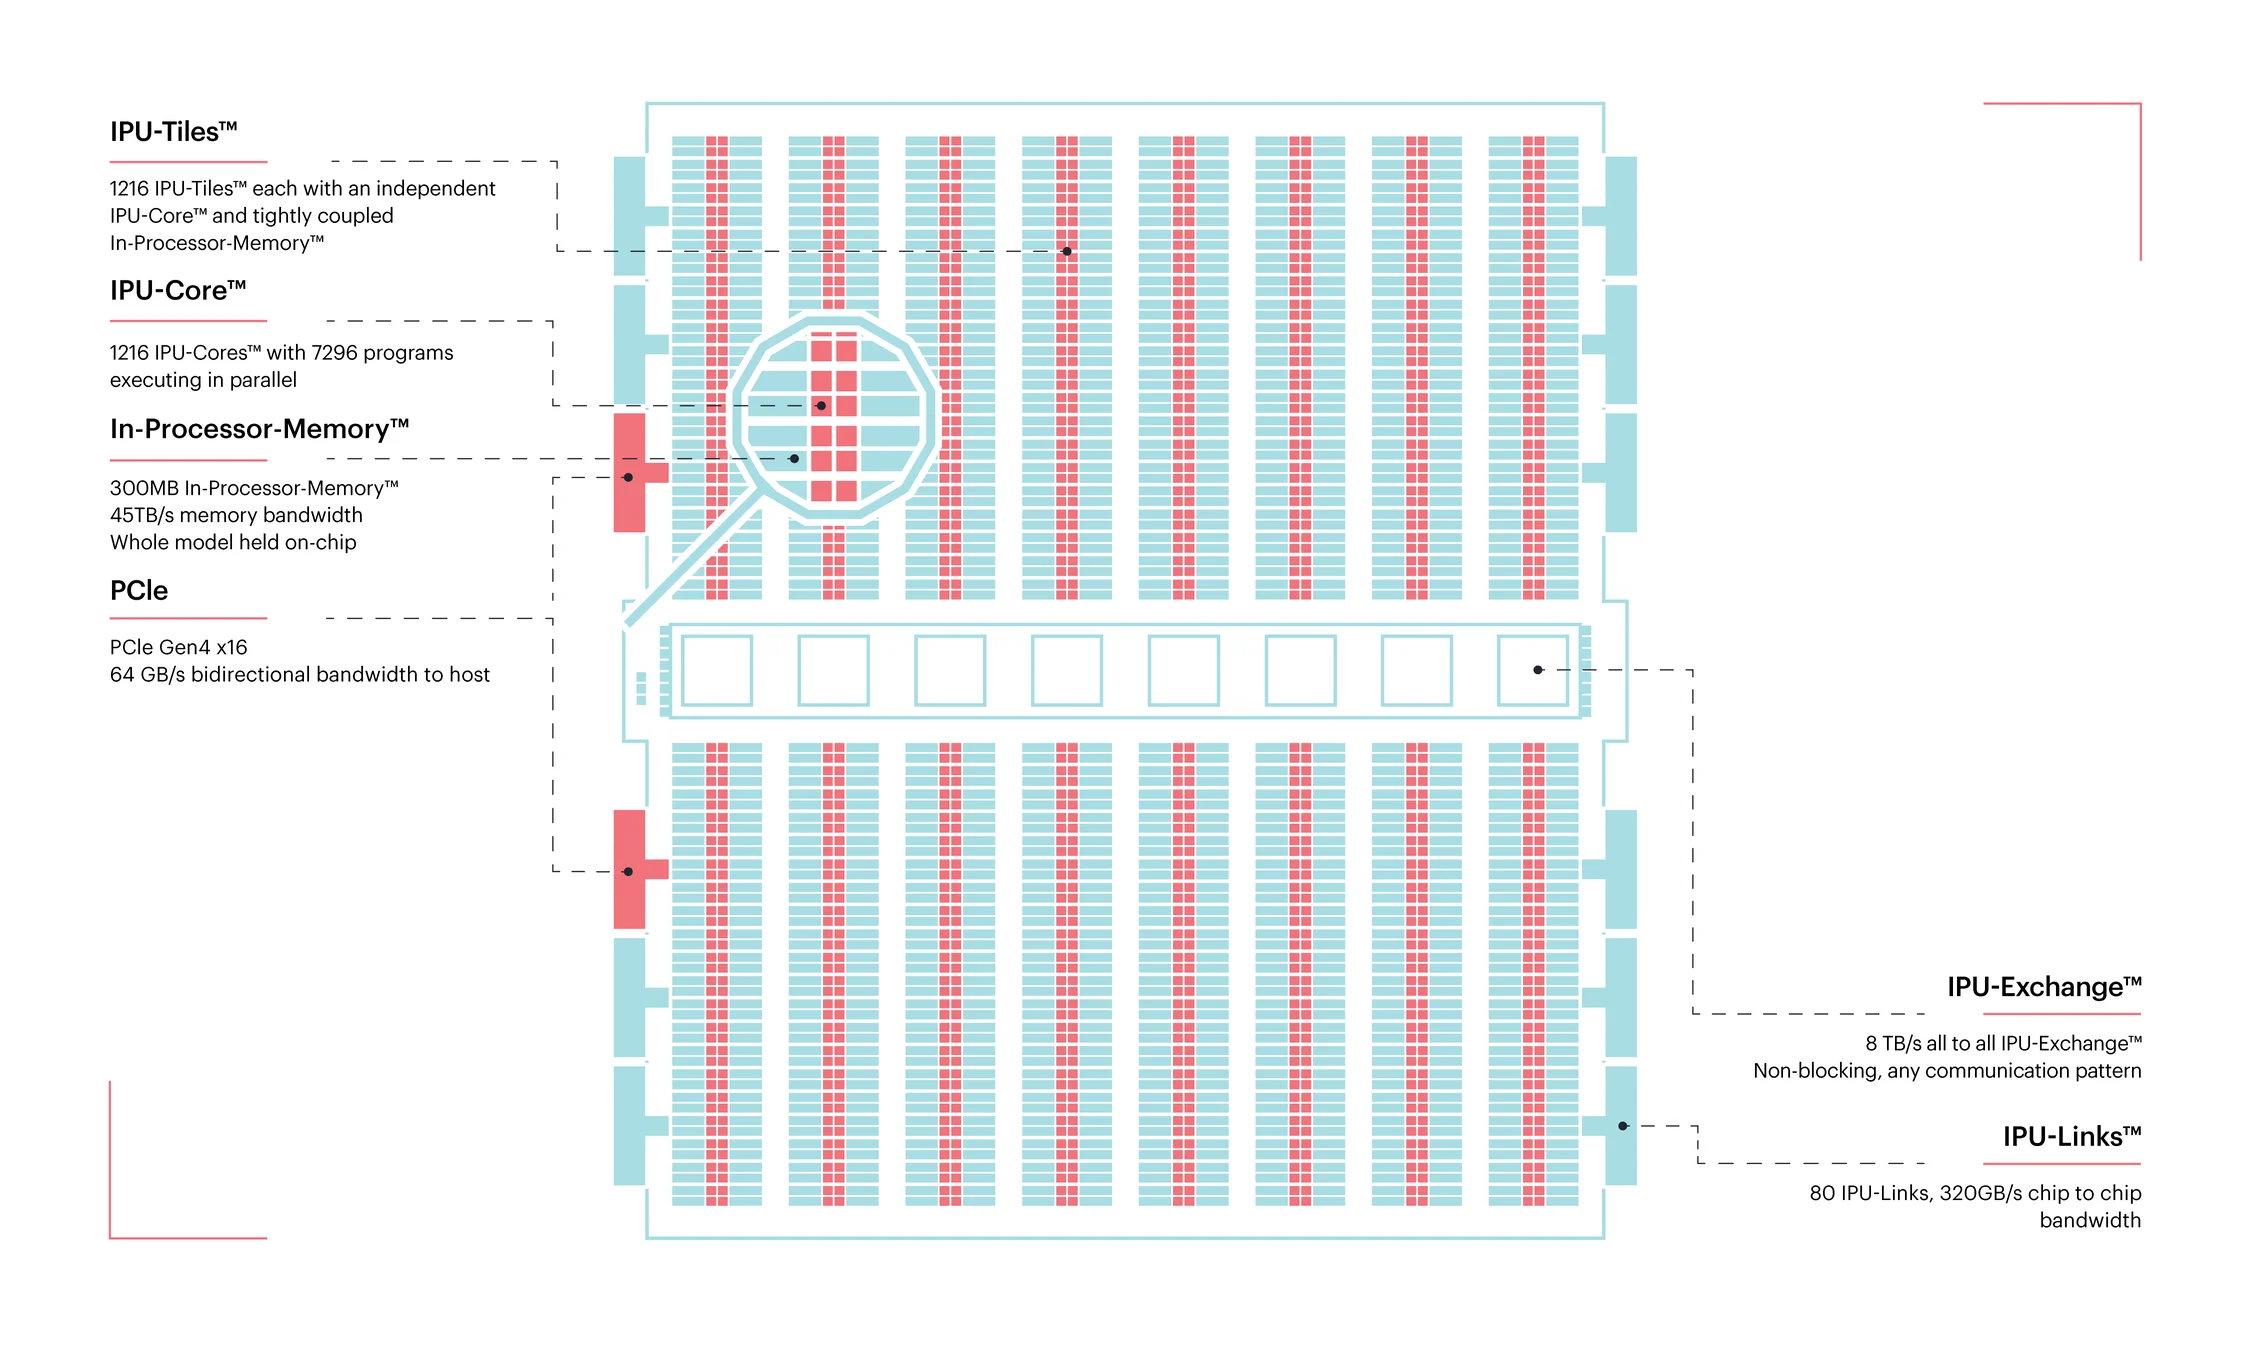 IPU-Tiles™
1216 IPU-Tiles™ each with an independent
IPU-Core™ and tightly coupled
In-Processor-Memory™
IPU-Core™
1216 IPU-Cores™ with 7296 programs
executing in parallel
In-Processor-Memory™
300MB In-Processor-Memory™
45TB/s memory bandwidth
Whole model held on-chip
PCIe
PCIe Gen4 x16
64 GB/s bidirectional bandwidth to host
IPU-Exchange™
8 TB/s all to all IPU-Exchange™
Non-blocking, any communication pattern
IPU-Links™
80 IPU-Links, 320GB/s chip to chip
bandwidth